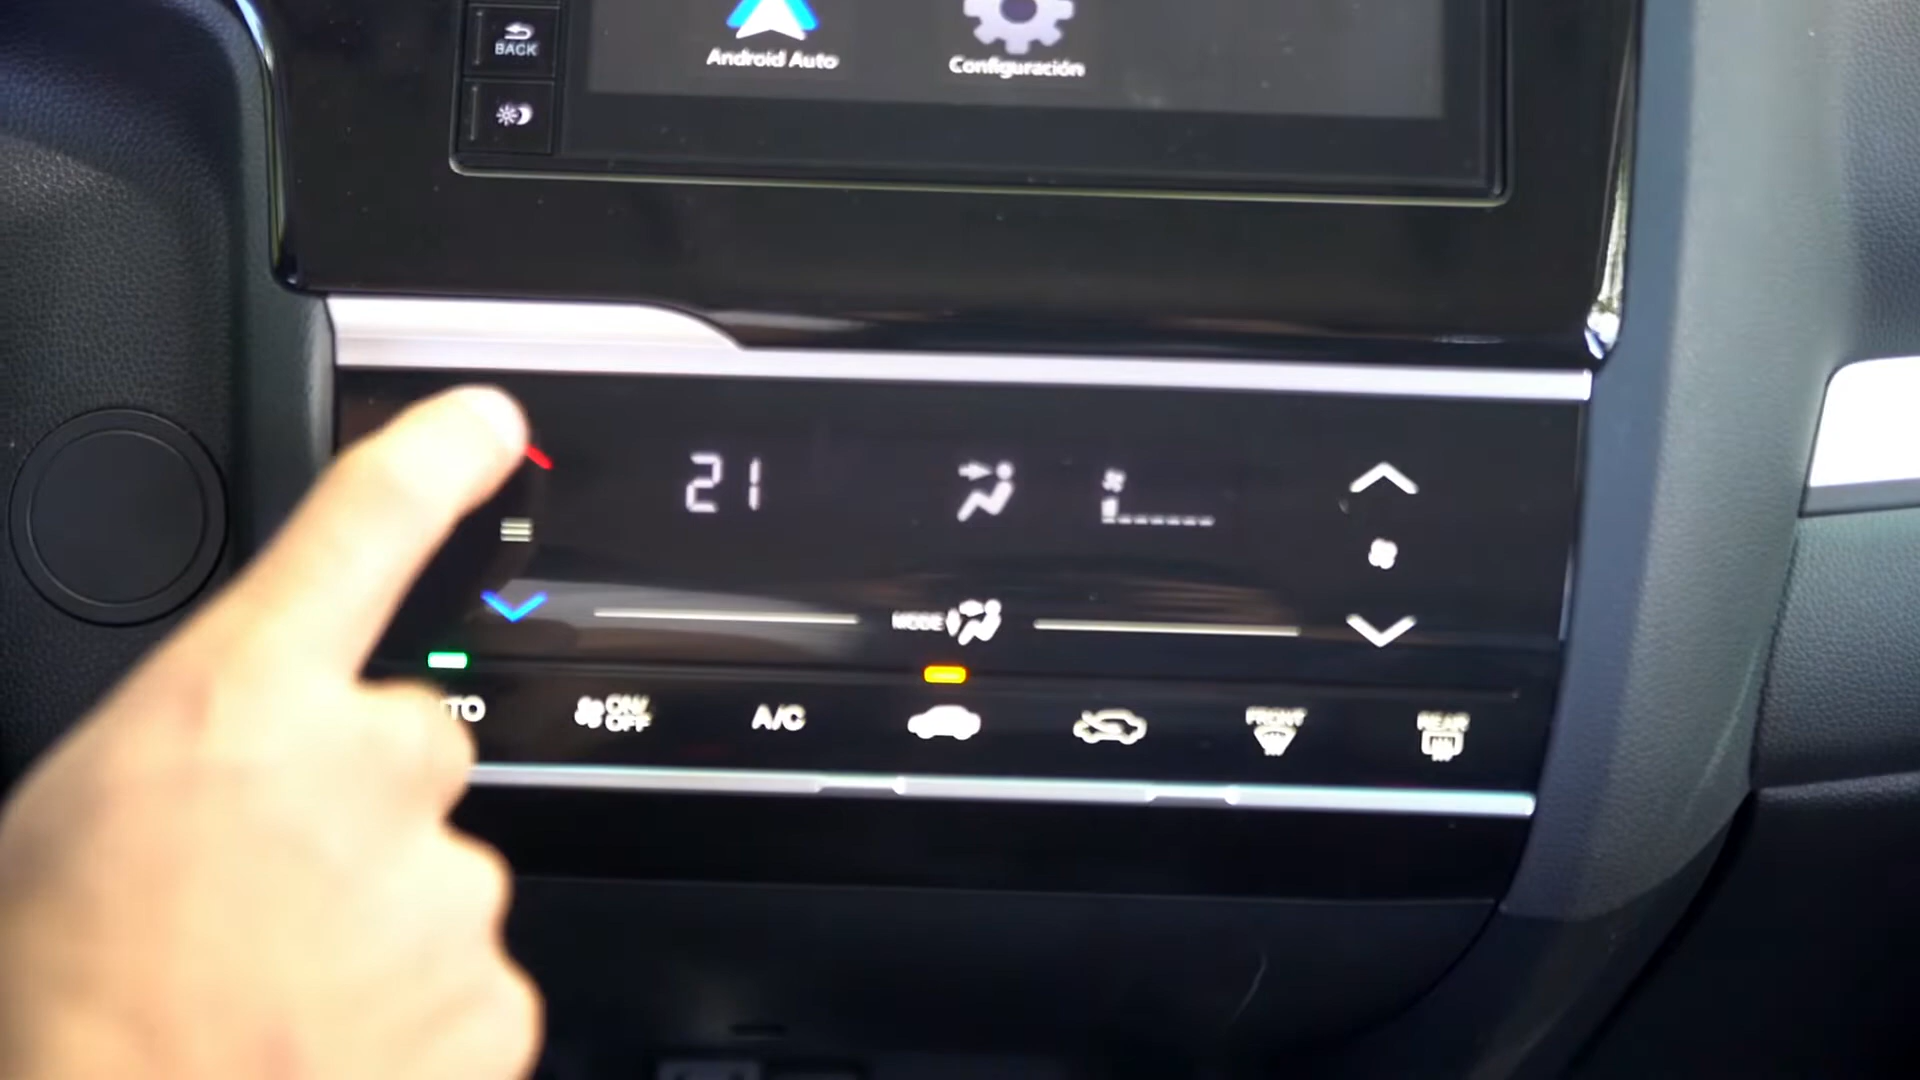 BACK
Android Auto
Configuración
21
MODE
ON/
OFF
A/C
FRONT
REAR